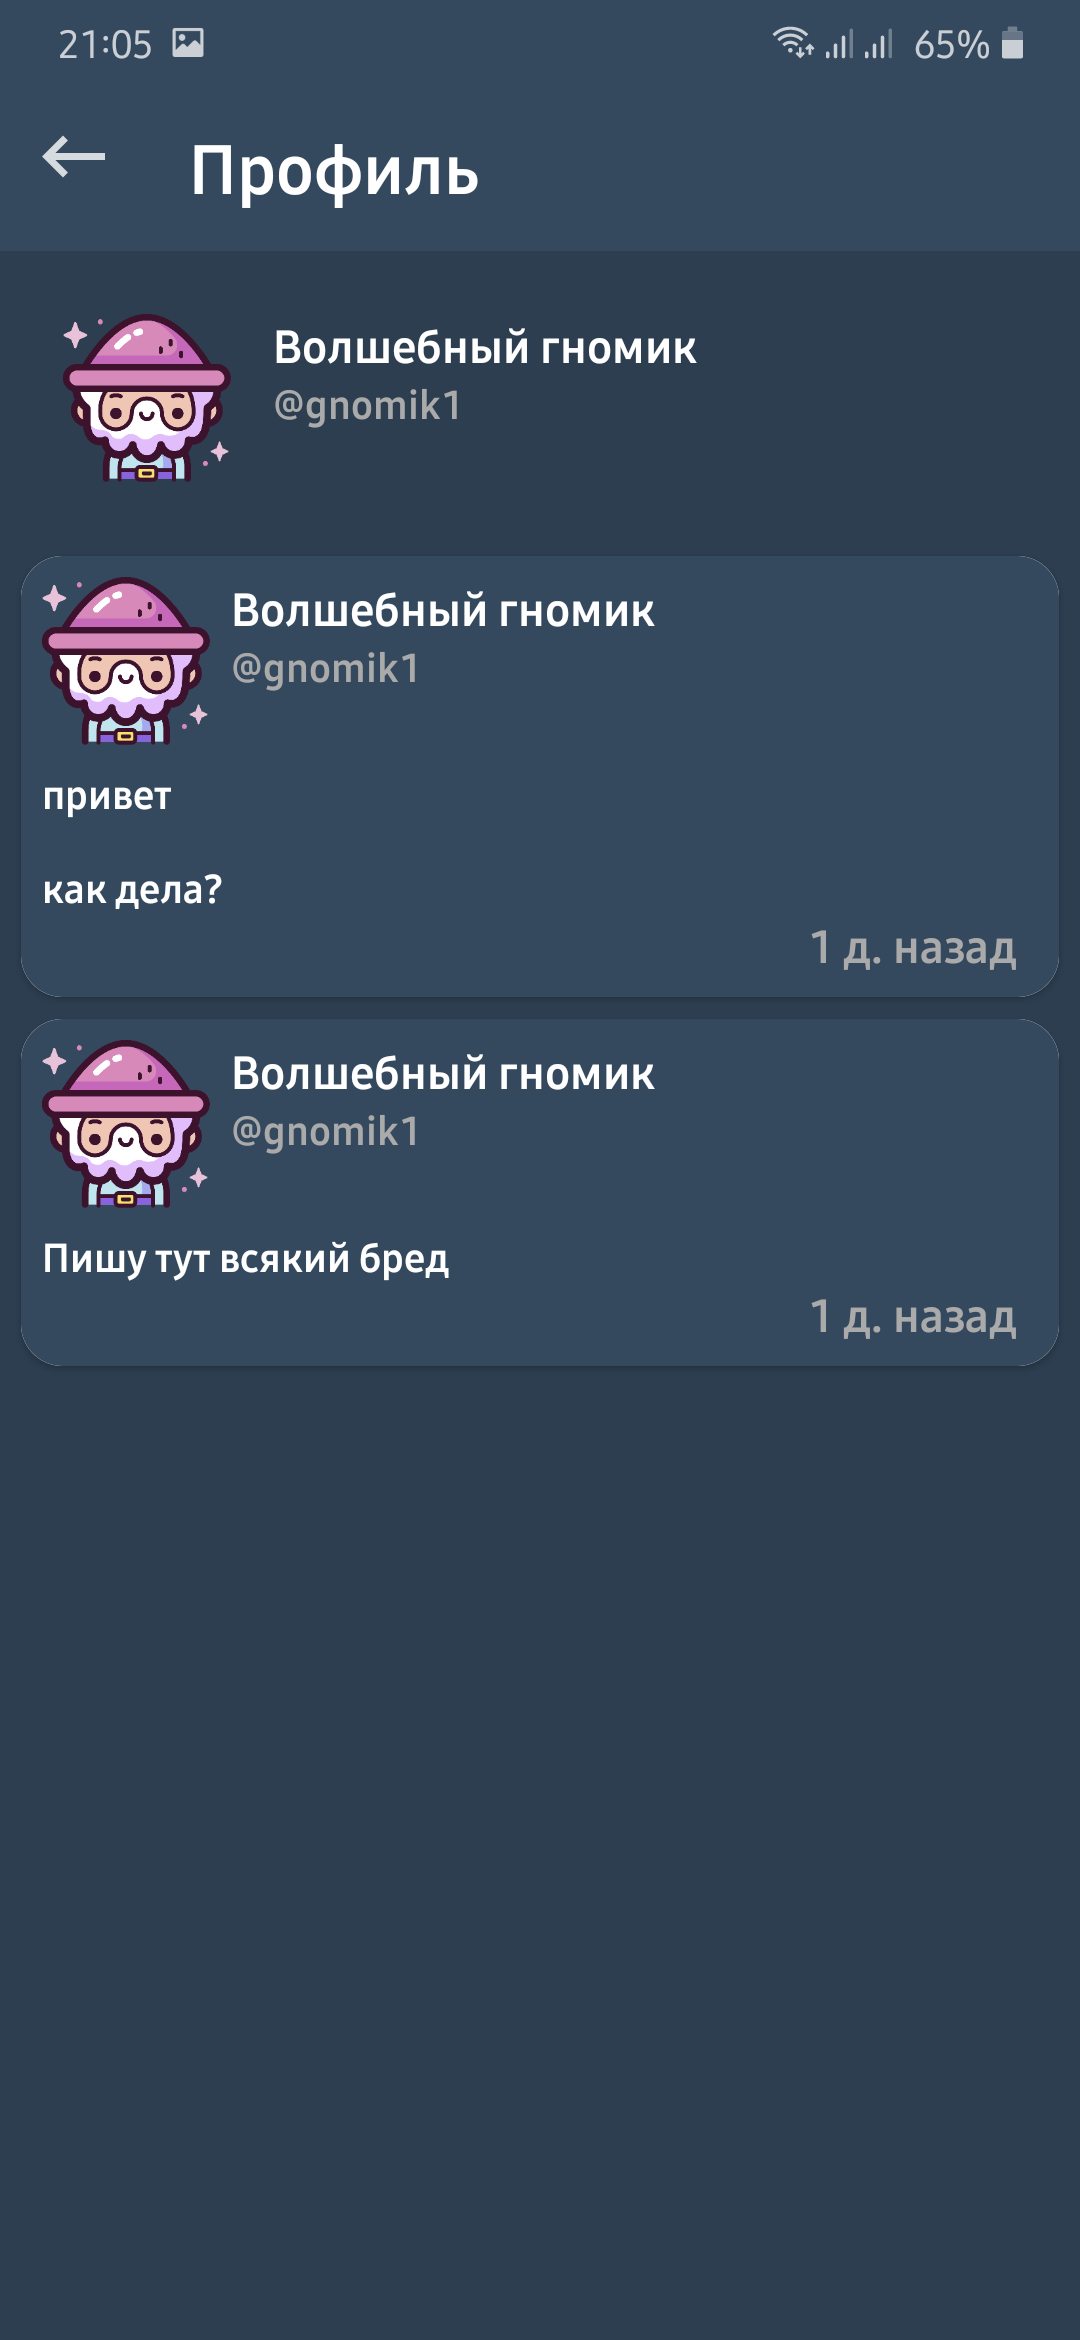 21:05 65%
Профиль
Волшебный гномик
@gnomik1
Волшебный гномик
@gnomik1
привет
как дела?
1 д. назад
Волшебный гномик
@gnomik1
Пишу тут всякий бред
1 д. назад